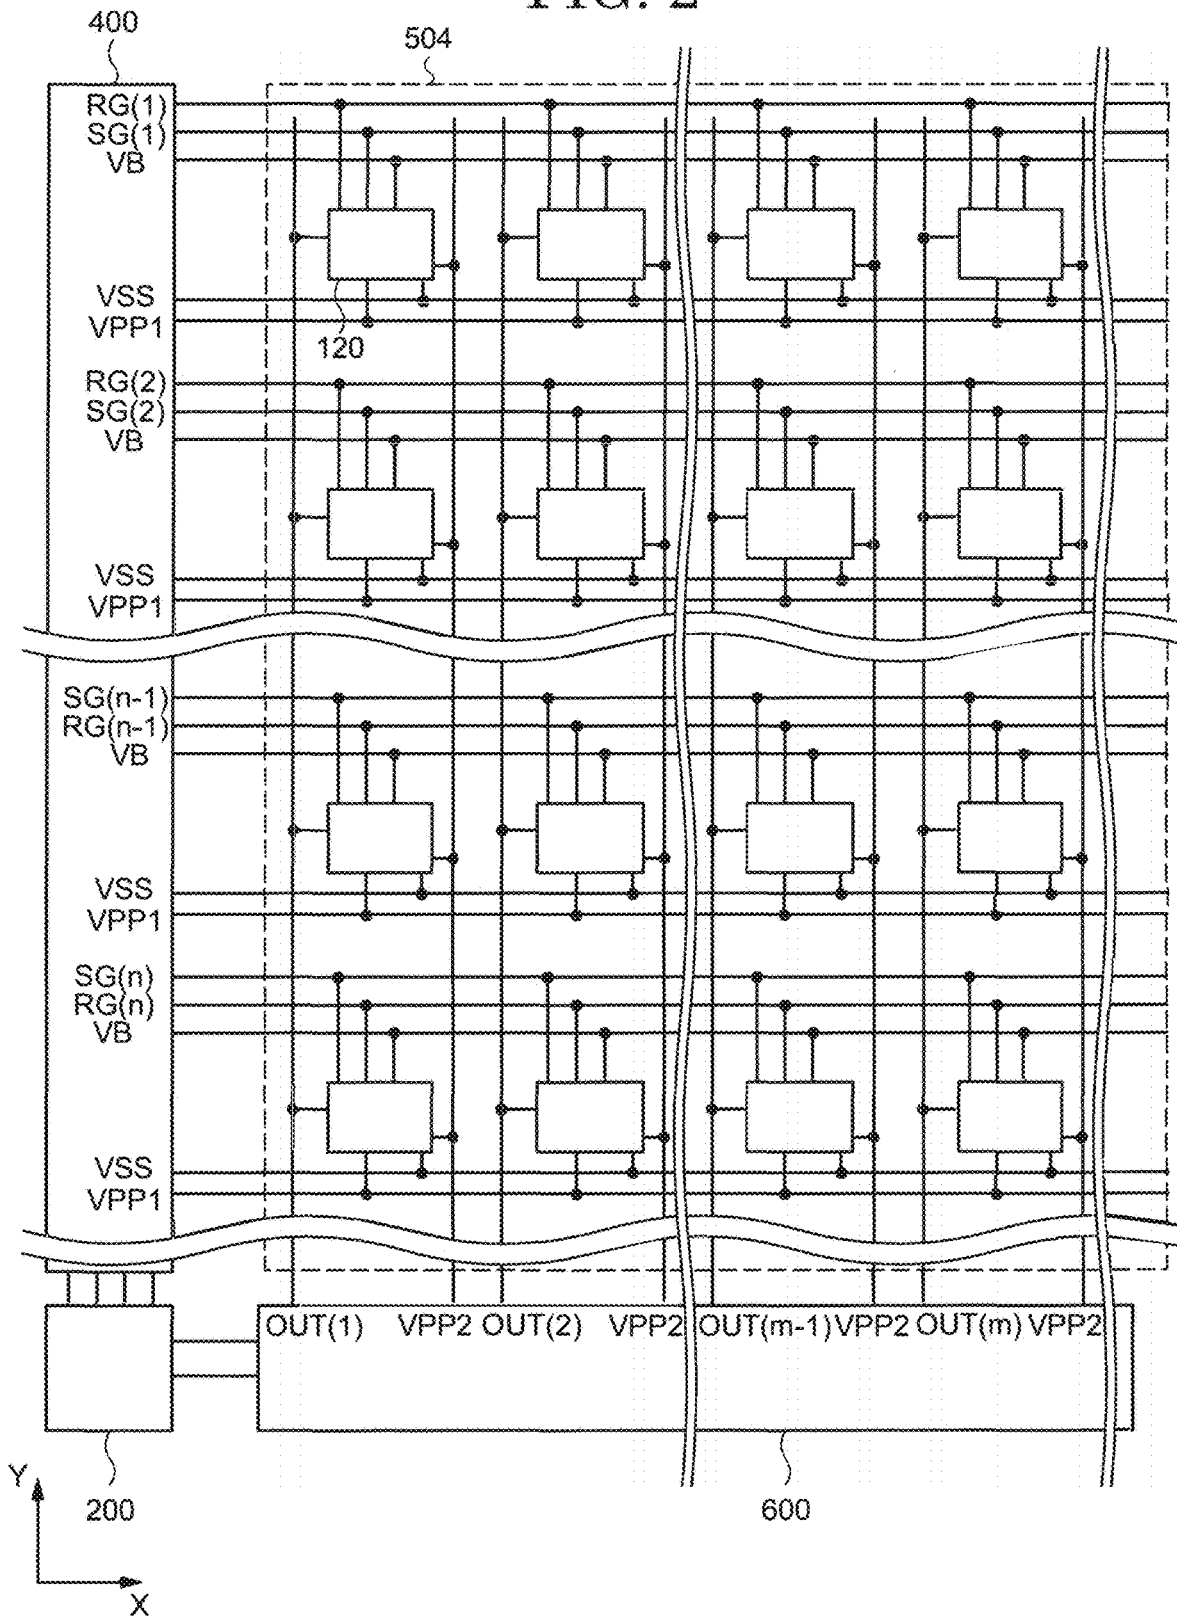 FIG. 2
400
504
RG(1)
SG(1)
VB
VSS
VPP1
120
RG(2)
SG(2)
VB
VSS
VPP1
SG(n-1)
RG(n-1)
VB
VSS
VPP1
SG(n)
RG(n)
VB
VSS
VPP1
OUT(1) VPP2 OUT(2) VPP2 OUT(m-1) VPP2 OUT(m) VPP2
200
600
Y
X